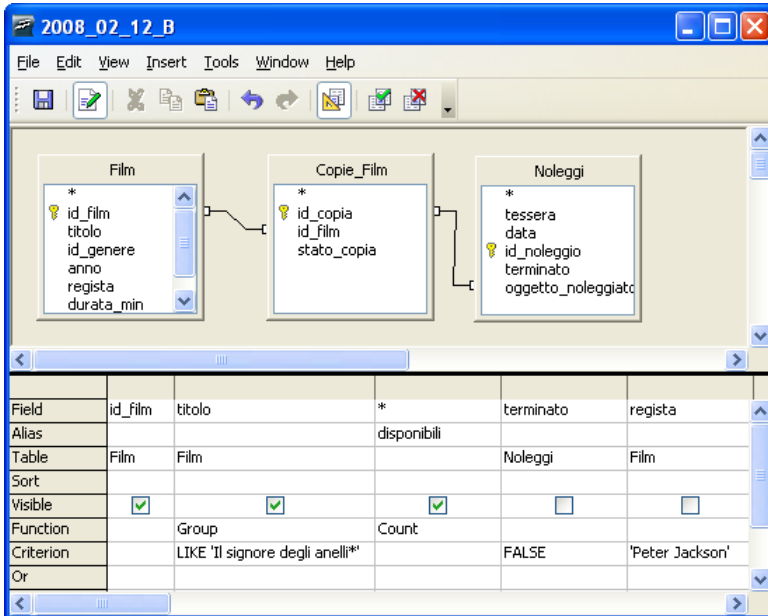 2008_02_12_B
File Edit View Insert Tools Window Help
Film Copie_Film Noleggi
* * *
id_film id_copia tessera
titolo id_film data
id_genere stato_copia id_noleggio
anno terminato
regista oggetto_noleggiato
durata_min
Field id_film titolo * terminato regista
Alias disponibili
Table Film Film Noleggi Film
Sort
Visible
Function Group Count
Criterion LIKE 'Il signore degli anelli*' FALSE 'Peter Jackson'
Or